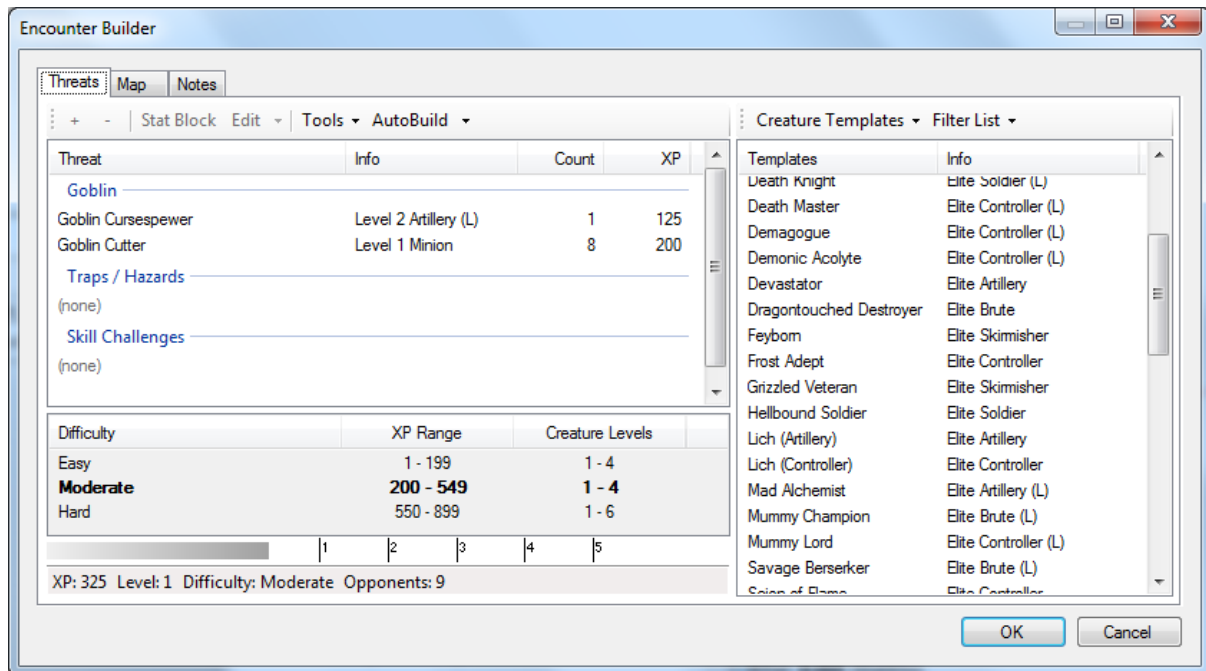 Encounter Builder
Threats Map Notes
+ - Stat Block Edit Tools AutoBuild
Threat Info Count XP
Goblin
Goblin Cursespewer Level 2 Artillery (L) 1 125
Goblin Cutter Level 1 Minion 8 200
Traps / Hazards
(none)
Skill Challenges
(none)
Difficulty XP Range Creature Levels
Easy 1 - 199 1 - 4
Moderate 200 - 549 1 - 4
Hard 550 - 899 1 - 6
1 2 3 4 5
XP: 325 Level: 1 Difficulty: Moderate Opponents: 9
Creature Templates Filter List
Templates Info
Death Knight Elite Soldier (L)
Death Master Elite Controller (L)
Demagogue Elite Controller (L)
Demonic Acolyte Elite Controller (L)
Devastator Elite Artillery
Dragontouched Destroyer Elite Brute
Feyborn Elite Skirmisher
Frost Adept Elite Controller
Grizzled Veteran Elite Skirmisher
Hellbound Soldier Elite Soldier
Lich (Artillery) Elite Artillery
Lich (Controller) Elite Controller
Mad Alchemist Elite Artillery (L)
Mummy Champion Elite Brute (L)
Mummy Lord Elite Controller (L)
Savage Berserker Elite Brute (L)
Scion of Flame Elite Controller
OK Cancel